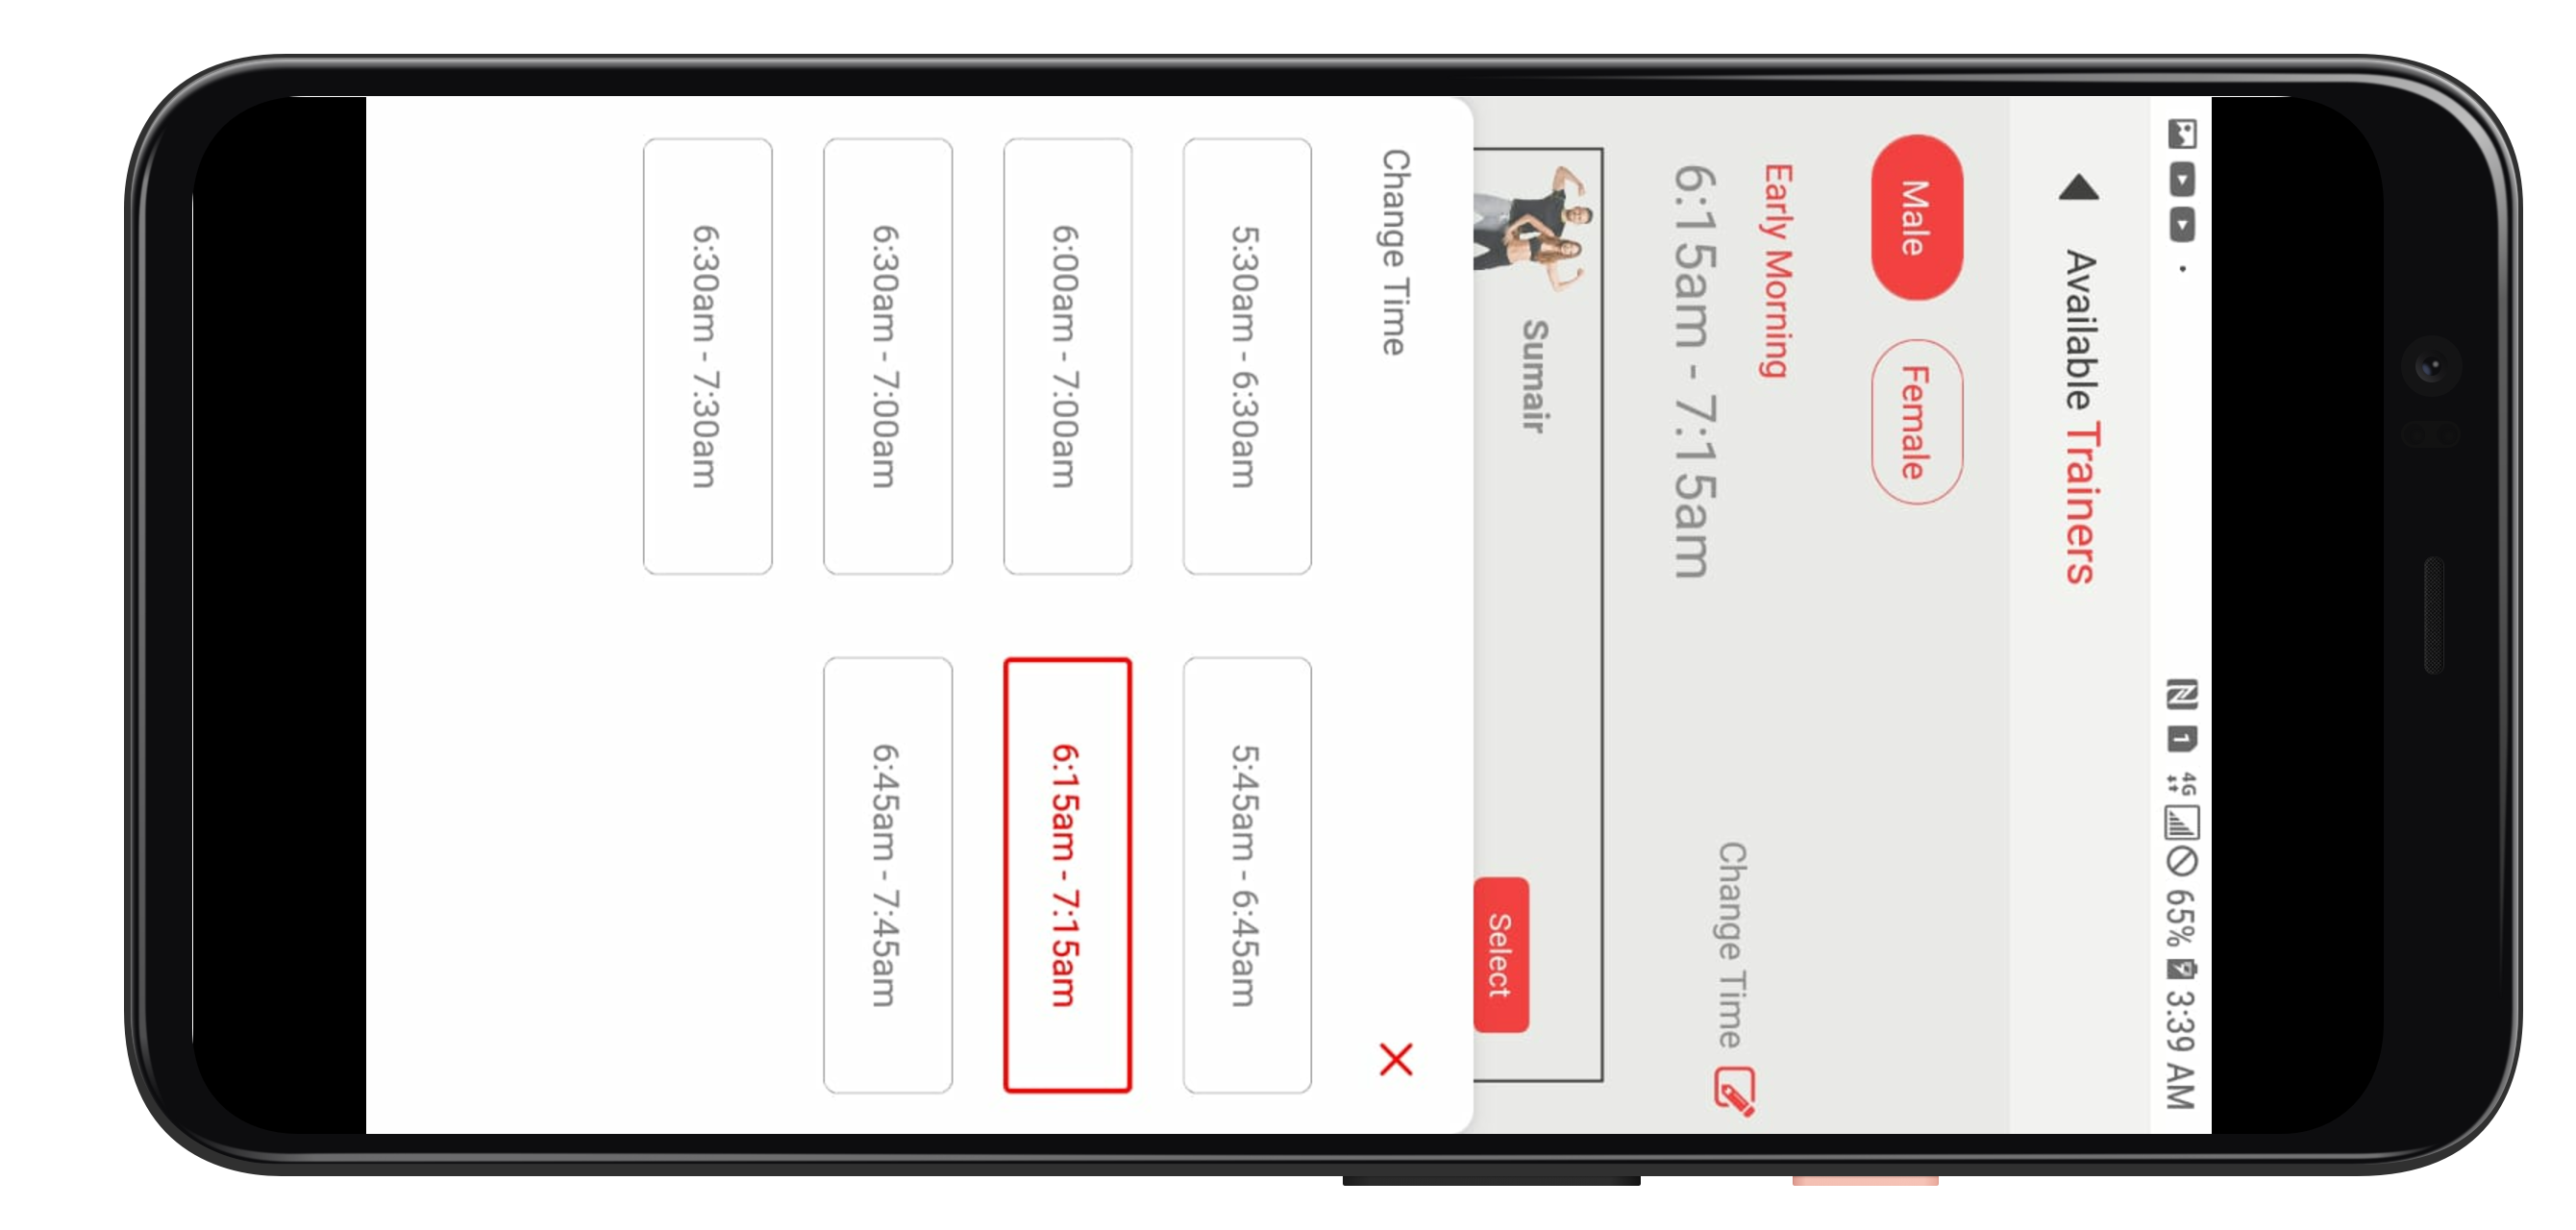 4G 65% 3:39 AM
Available Trainers
Male Female
Early Morning
6:15am - 7:15am
Change Time
Sumair
Select
Change Time
5:30am - 6:30am 5:45am - 6:45am
6:00am - 7:00am 6:15am - 7:15am
6:30am - 7:00am 6:45am - 7:45am
6:30am - 7:30am